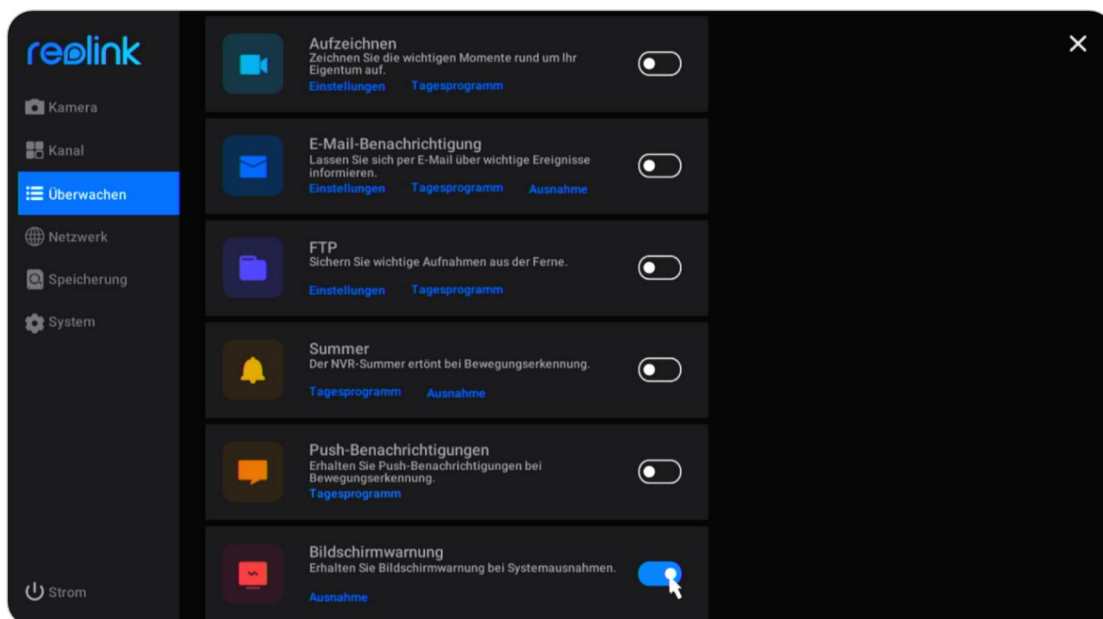 reolink
Kamera
Kanal
Überwachen
Netzwerk
Speicherung
System
Strom
Aufzeichnen
Zeichnen Sie die wichtigen Momente rund um Ihr
Eigentum auf.
Einstellungen Tagesprogramm
E-Mail-Benachrichtigung
Lassen Sie sich per E-Mail über wichtige Ereignisse
informieren.
Einstellungen Tagesprogramm Ausnahme
FTP
Sichern Sie wichtige Aufnahmen aus der Ferne.
Einstellungen Tagesprogramm
Summer
Der NVR-Summer ertönt bei Bewegungserkennung.
Tagesprogramm Ausnahme
Push-Benachrichtigungen
Erhalten Sie Push-Benachrichtigungen bei
Bewegungserkennung.
Tagesprogramm
Bildschirmwarnung
Erhalten Sie Bildschirmwarnung bei Systemausnahmen.
Ausnahme